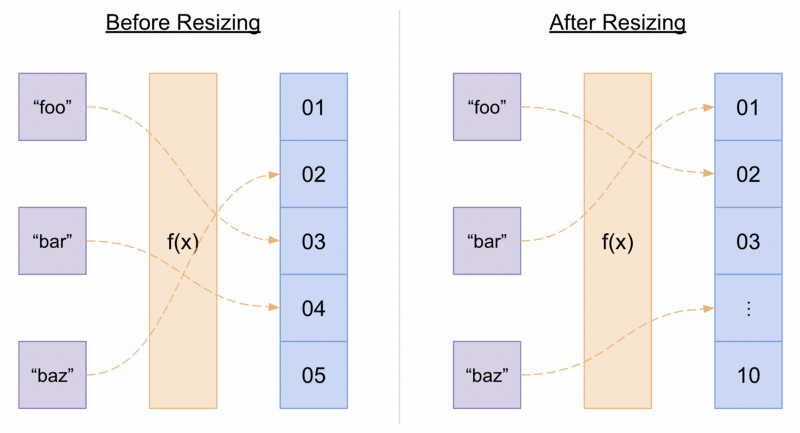 Before Resizing
“foo”
“bar”
“baz”
f(x)
01
02
03
04
05
After Resizing
“foo”
“bar”
“baz”
f(x)
01
02
03
⋮
10